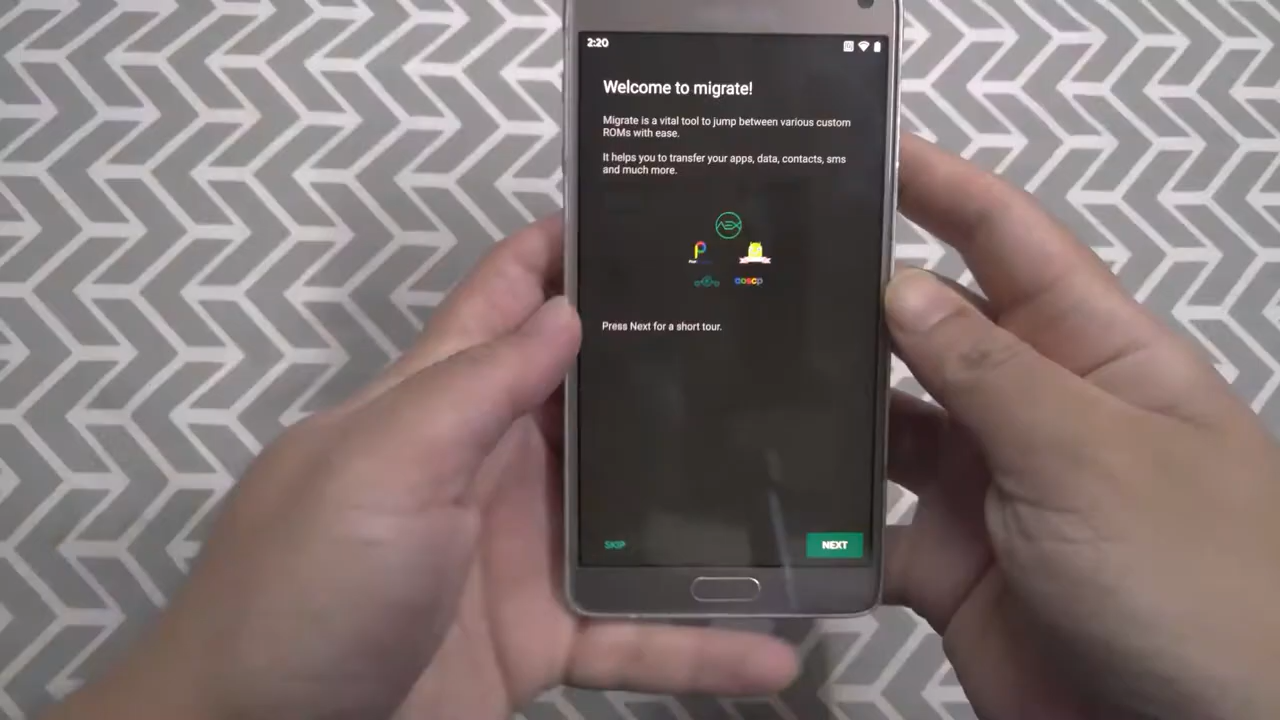 2:20
Welcome to migrate!
Migrate is a vital tool to jump between various custom
ROMs with ease.
It helps you to transfer your apps, data, contacts, sms
and much more.
AEX
aoscp
Press Next for a short tour.
SKIP
NEXT